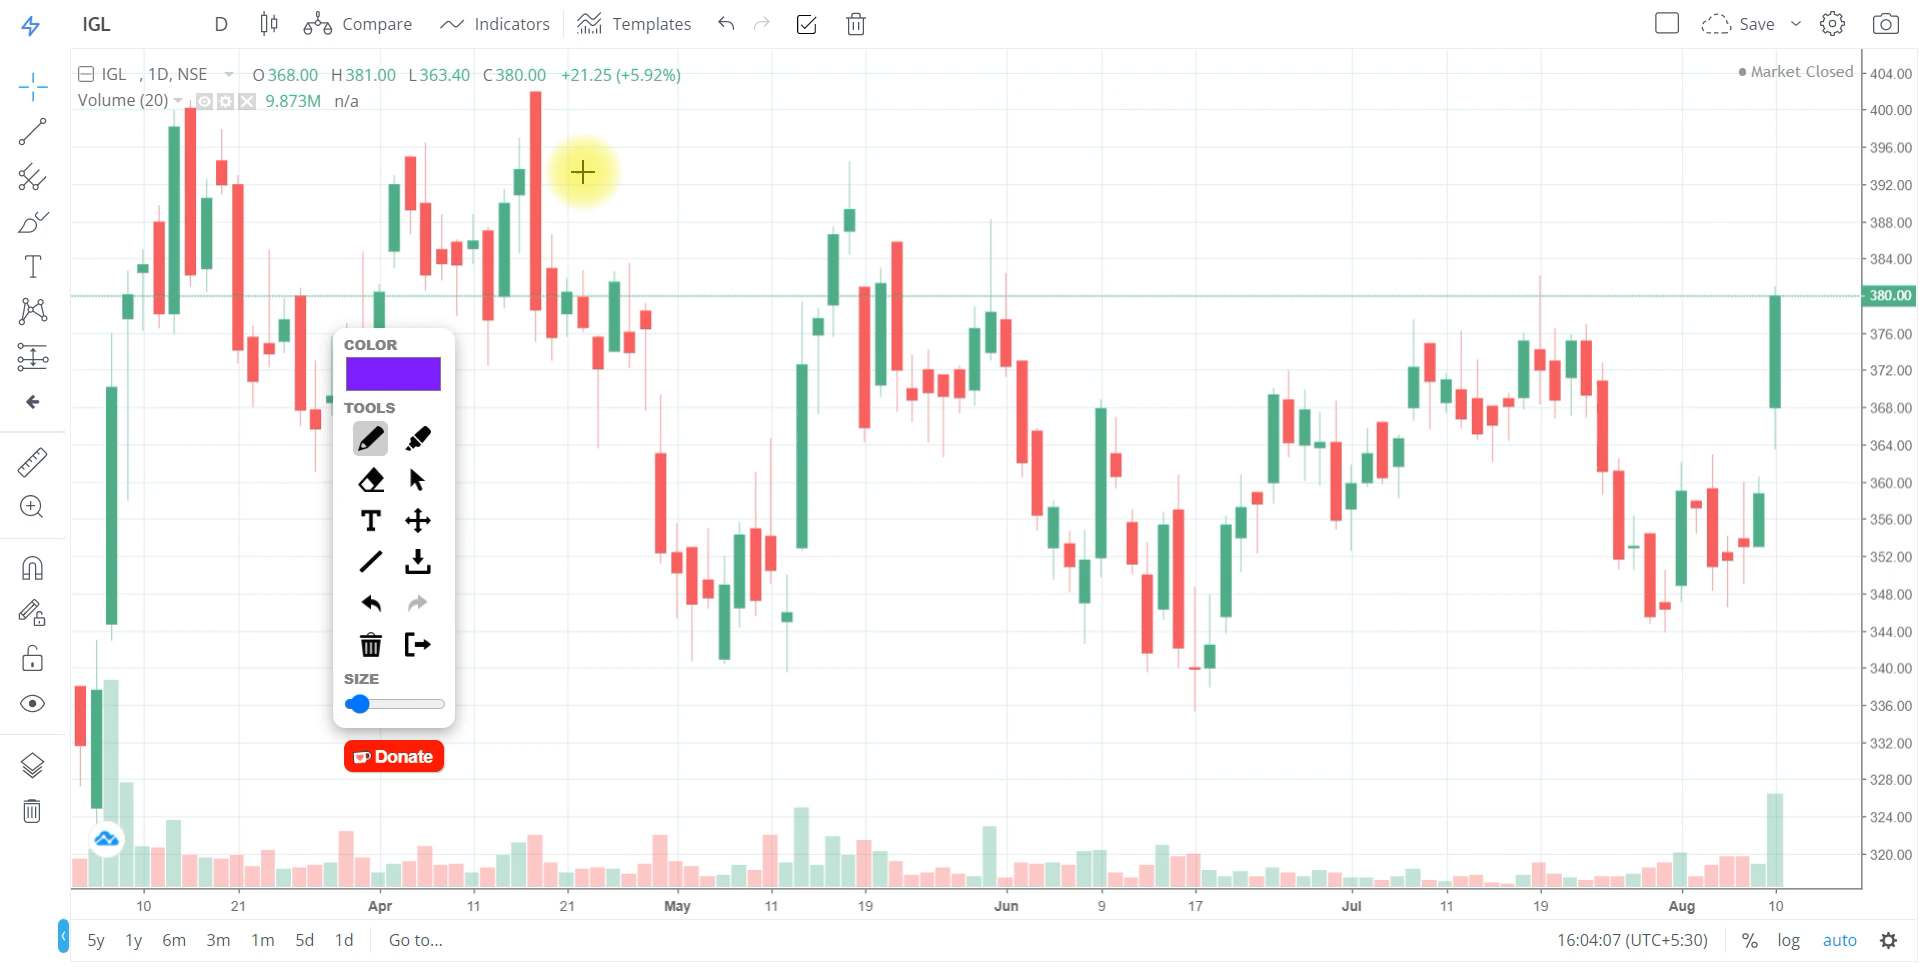 IGL D Compare Indicators Templates Save
IGL , 1D, NSE O368.00 H381.00 L363.40 C380.00 +21.25 (+5.92%)
Market Closed
Volume (20) 9.873M n/a
404.00
400.00
396.00
392.00
388.00
384.00
380.00
376.00
372.00
368.00
364.00
360.00
356.00
352.00
348.00
344.00
340.00
336.00
332.00
328.00
324.00
320.00
COLOR
TOOLS
T
SIZE
Donate
10 21 Apr 11 21 May 11 19 Jun 9 17 Jul 11 19 Aug 10
5y 1y 6m 3m 1m 5d 1d Go to... 16:04:07 (UTC+5:30) % log auto